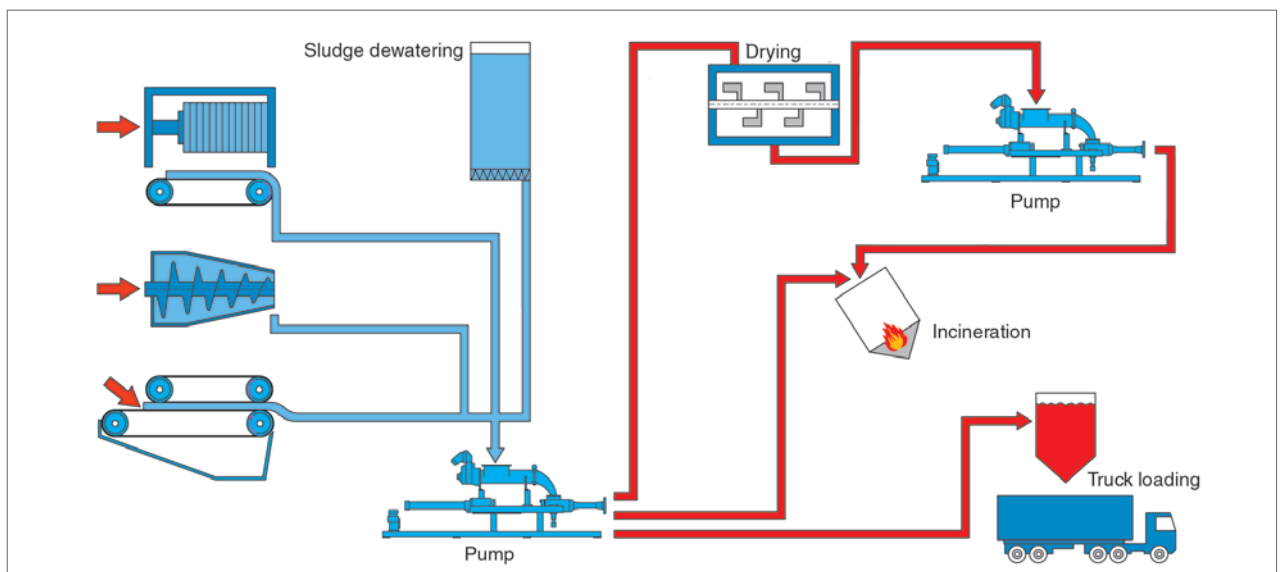 Sludge dewatering
Drying
Pump
Incineration
Truck loading
Pump